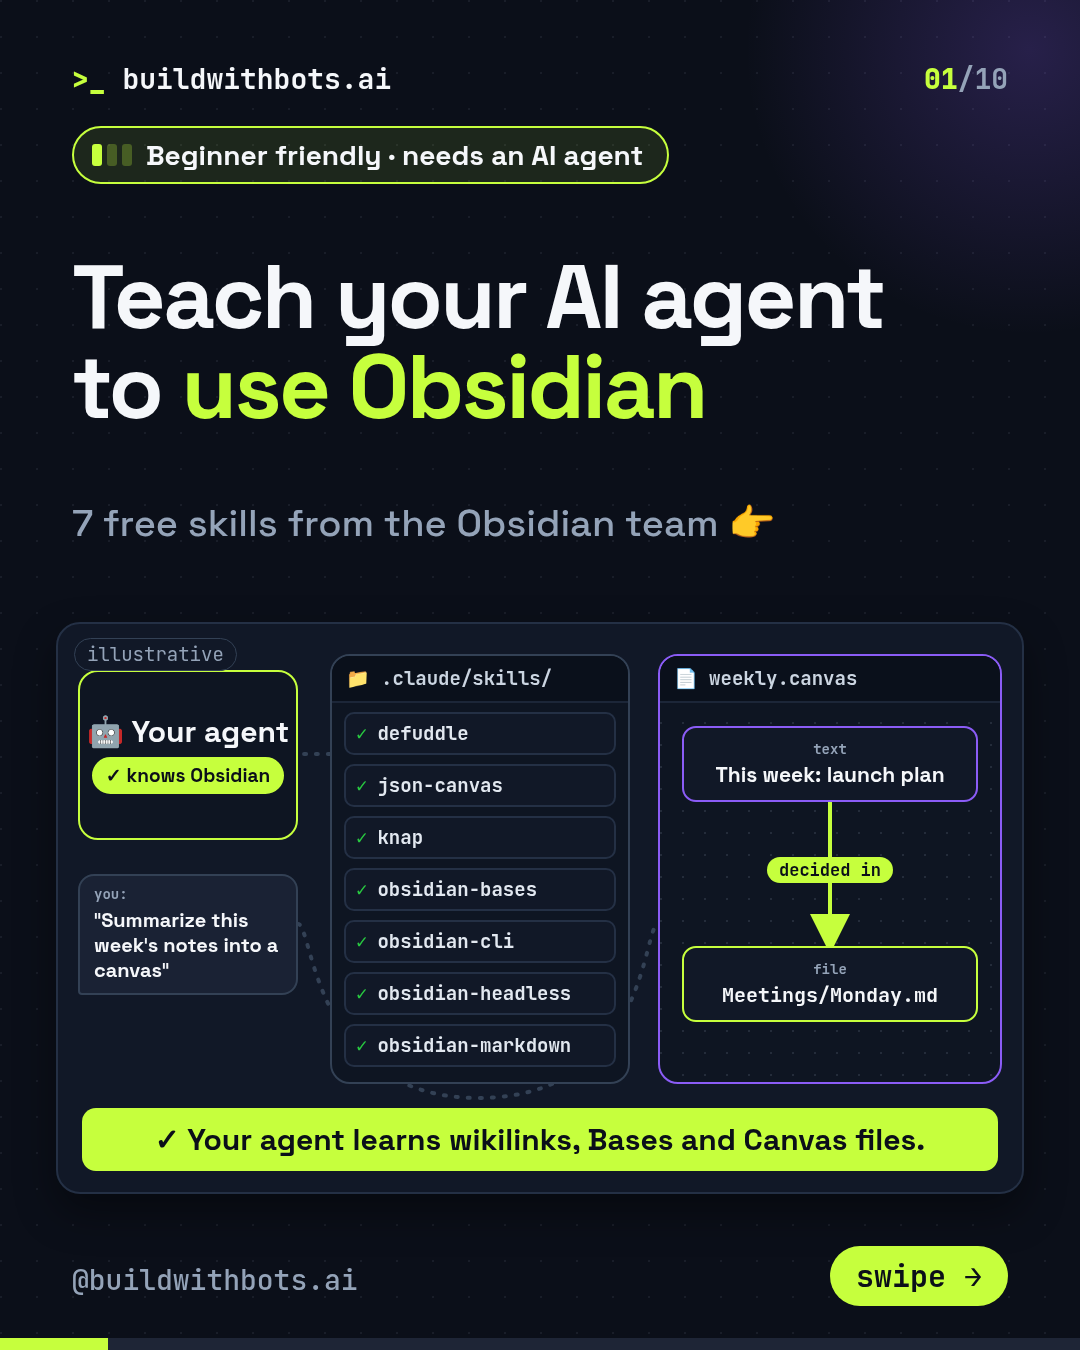 >_ buildwithbots.ai
01/10
Beginner friendly · needs an AI agent
Teach your AI agent
to use Obsidian
7 free skills from the Obsidian team 👉
illustrative
🤖 Your agent
✓ knows Obsidian
you:
"Summarize this
week's notes into a
canvas"
📁 .claude/skills/
✓ defuddle
✓ json-canvas
✓ knap
✓ obsidian-bases
✓ obsidian-cli
✓ obsidian-headless
✓ obsidian-markdown
📄 weekly.canvas
text
This week: launch plan
decided in
file
Meetings/Monday.md
✓ Your agent learns wikilinks, Bases and Canvas files.
@buildwithbots.ai
swipe →